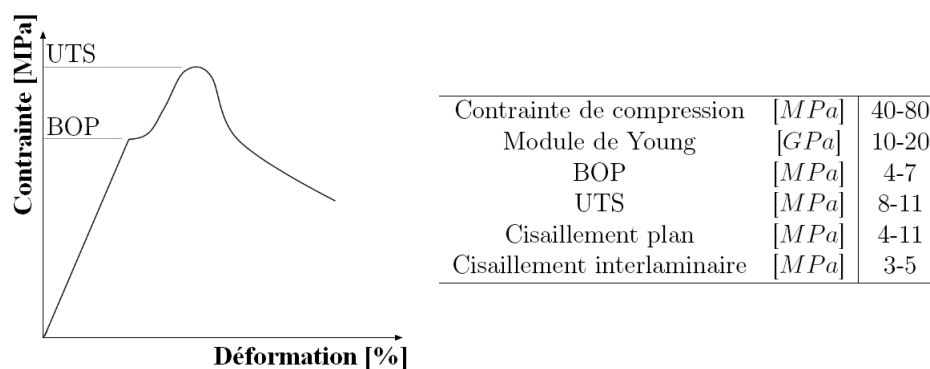 Contrainte [MPa]
UTS
BOP
Déformation [%]
Contrainte de compression [MPa] 40-80
Module de Young [GPa] 10-20
BOP [MPa] 4-7
UTS [MPa] 8-11
Cisaillement plan [MPa] 4-11
Cisaillement interlaminaire [MPa] 3-5